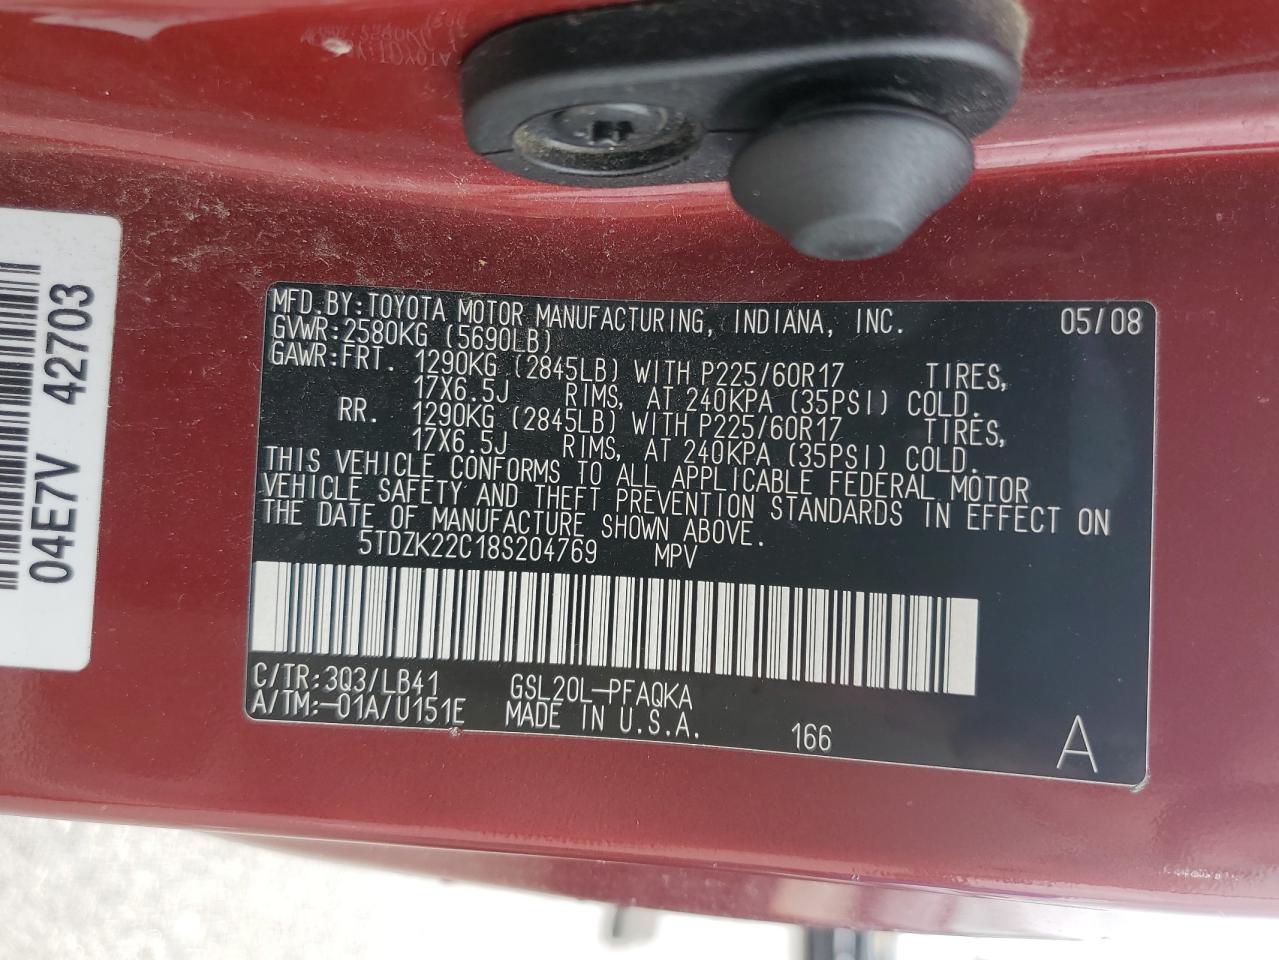 MFD.BY:TOYOTA MOTOR MANUFACTURING, INDIANA, INC. 05/08
GVWR:2580KG (5690LB)
GAWR:FRT. 1290KG (2845LB) WITH P225/60R17 TIRES,
17X6.5J RIMS, AT 240KPA (35PSI) COLD.
RR. 1290KG (2845LB) WITH P225/60R17 TIRES,
17X6.5J RIMS, AT 240KPA (35PSI) COLD.
THIS VEHICLE CONFORMS TO ALL APPLICABLE FEDERAL MOTOR
VEHICLE SAFETY AND THEFT PREVENTION STANDARDS IN EFFECT ON
THE DATE OF MANUFACTURE SHOWN ABOVE.
5TDZK22C18S204769 MPV
C/TR:3Q3/LB41 GSL20L-PFAQKA
A/TM:-01A/U151E MADE IN U.S.A. 166 A
04E7V 42703